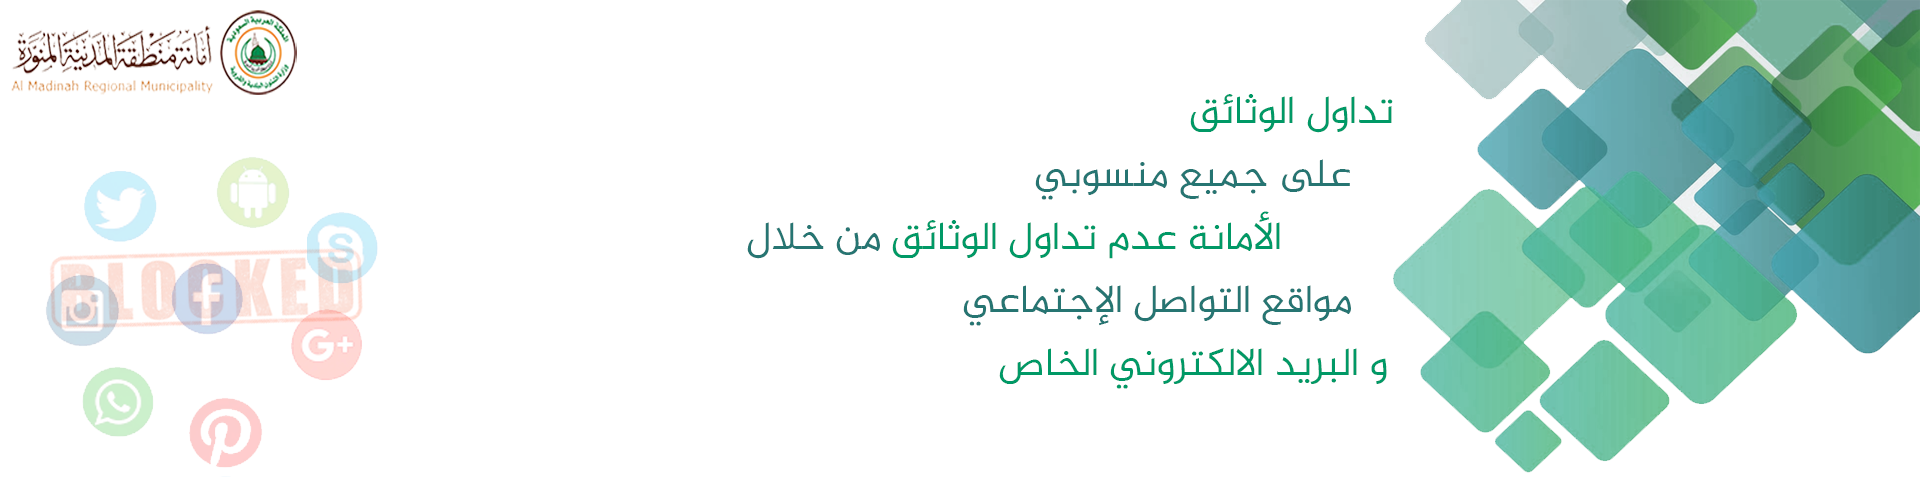 أمانة منطقة المدينة المنورة
Al Madinah Regional Municipality
تداول الوثائق
على جميع منسوبي
الأمانة عدم تداول الوثائق من خلال
مواقع التواصل الإجتماعي
و البريد الالكتروني الخاص
BLOCKED